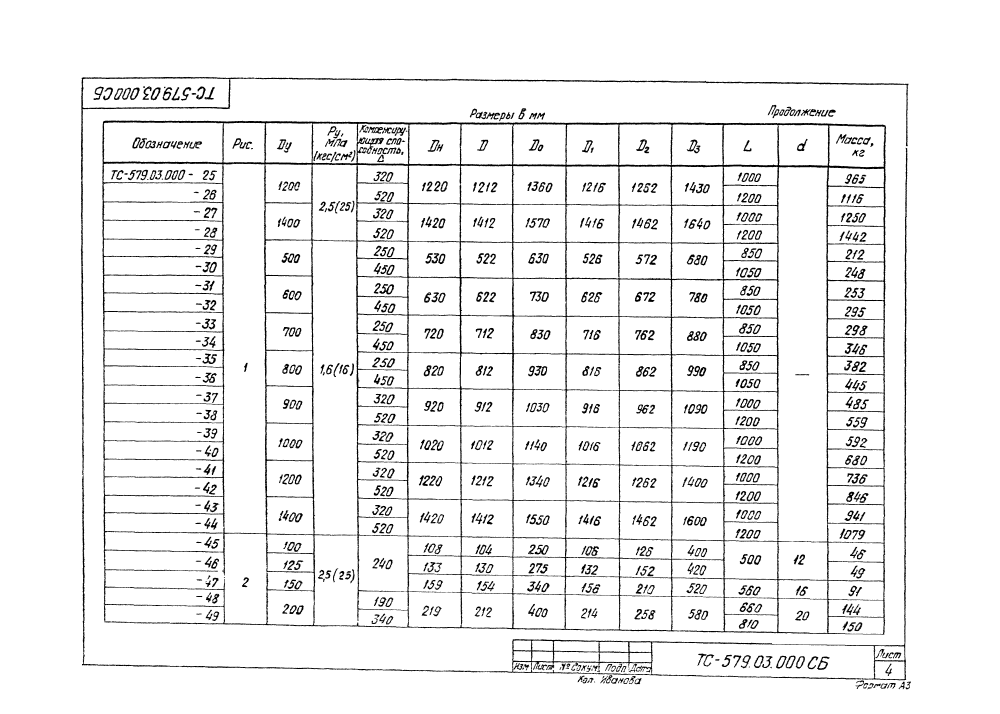 ТС-579.03.000СБ
Размеры в мм
Продолжение
Обозначение Рис. Dу Pу, МПа (кгс/см²) Компенсирующая способность, Δ Dн D D₀ D₁ D₂ D₃ L d Масса, кг
ТС-579.03.000 - 25 1 1200 2,5(25) 320 1220 1212 1360 1216 1262 1430 1000 — 965
- 26 520 1200 1116
- 27 1400 320 1420 1412 1570 1416 1462 1640 1000 1250
- 28 520 1200 1442
- 29 500 1,6(16) 250 530 522 630 526 572 680 850 212
- 30 450 1050 248
- 31 600 250 630 622 730 626 672 780 850 253
- 32 450 1050 295
- 33 700 250 720 712 830 716 762 880 850 298
- 34 450 1050 346
- 35 800 250 820 812 930 816 862 990 850 382
- 36 450 1050 445
- 37 900 320 920 912 1030 916 962 1090 1000 485
- 38 520 1200 559
- 39 1000 320 1020 1012 1140 1016 1062 1190 1000 592
- 40 520 1200 680
- 41 1200 320 1220 1212 1340 1216 1262 1400 1000 736
- 42 520 1200 846
- 43 1400 320 1420 1412 1550 1416 1462 1600 1000 941
- 44 520 1200 1079
- 45 2 100 2,5(25) 240 108 104 250 106 126 400 500 12 46
- 46 125 133 130 275 132 152 420 49
- 47 150 159 154 340 156 210 520 560 16 91
- 48 200 190 219 212 400 214 258 580 660 20 144
- 49 340 810 150
Изм Лист № докум. Подп Дата
ТС-579.03.000СБ
Лист
4
Кол. Иванова
Формат А3